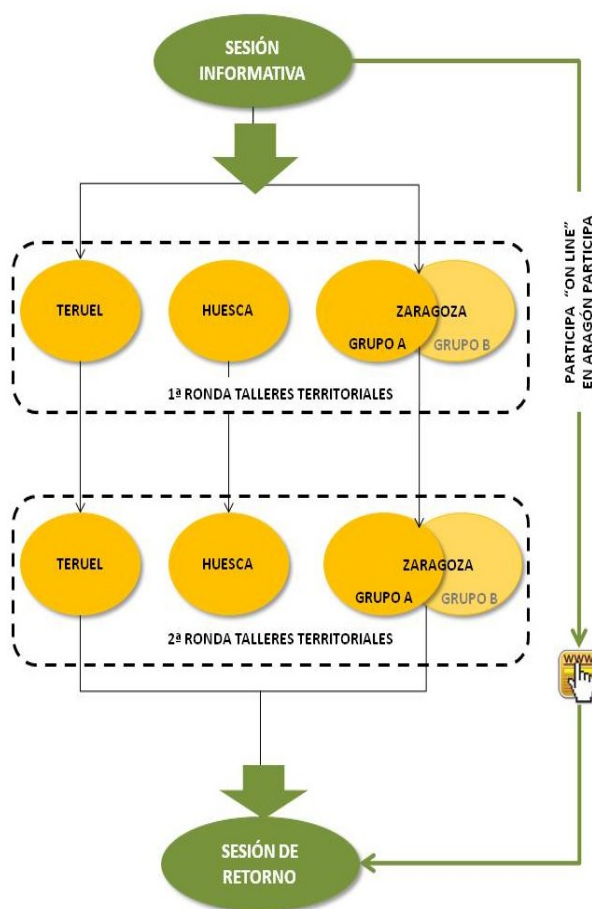 SESIÓN
INFORMATIVA
TERUEL
HUESCA
ZARAGOZA
GRUPO A
GRUPO B
1ª RONDA TALLERES TERRITORIALES
TERUEL
HUESCA
ZARAGOZA
GRUPO A
GRUPO B
2ª RONDA TALLERES TERRITORIALES
SESIÓN DE
RETORNO
PARTICIPA "ON LINE"
EN ARAGÓN PARTICIPA
WWW